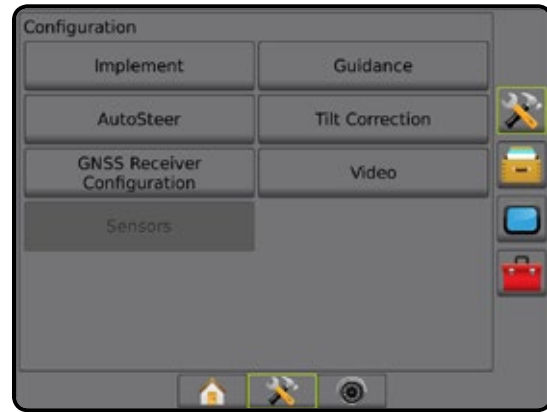 Configuration
Implement
Guidance
AutoSteer
Tilt Correction
GNSS Receiver
Configuration
Video
Sensors